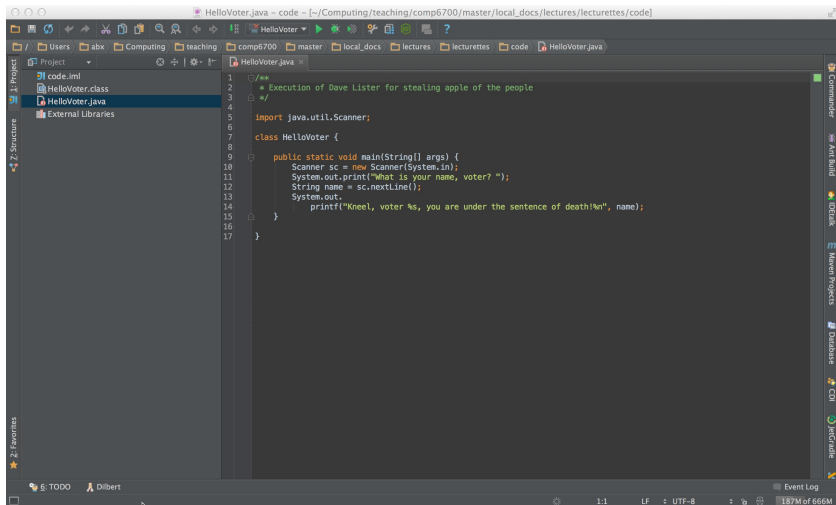 HelloVoter.java – code – [~/Computing/teaching/comp6700/master/local_docs/lectures/lecturettes/code]
HelloVoter
/ Users abx Computing teaching comp6700 master local_docs lectures lecturettes code HelloVoter.java
1: Project
Project
HelloVoter.java
code.iml
HelloVoter.class
HelloVoter.java
External Libraries
Z: Structure
2: Favorites
1 /**
2 * Execution of Dave Lister for stealing apple of the people
3 */
4
5 import java.util.Scanner;
6
7 class HelloVoter {
8
9 public static void main(String[] args) {
10 Scanner sc = new Scanner(System.in);
11 System.out.print("What is your name, voter? ");
12 String name = sc.nextLine();
13 System.out.
14 printf("Kneel, voter %s, you are under the sentence of death!%n", name);
15 }
16
17 }
Commander
Ant Build
IDEtalk
m Maven Projects
Database
CDI
JetGradle
6: TODO Dilbert Event Log
1:1 LF UTF-8 187M of 666M